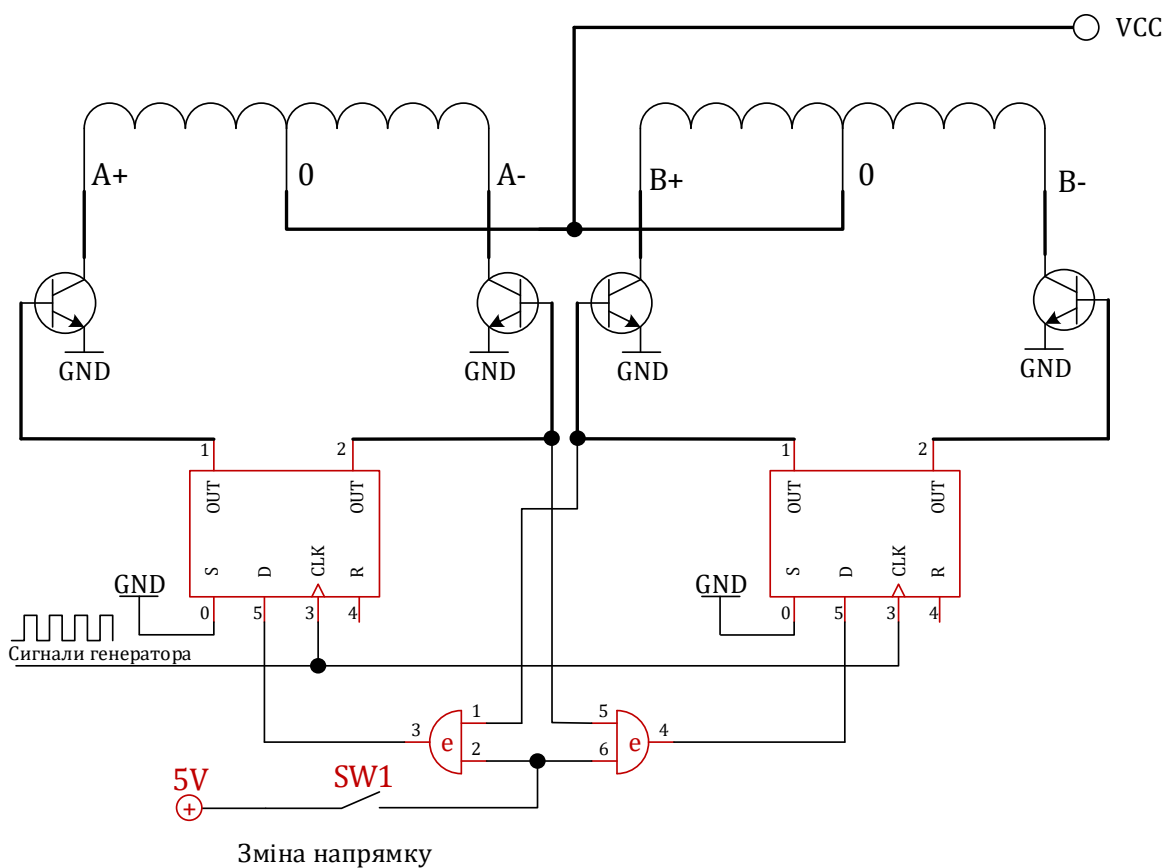 VCC
A+
0
A-
B+
0
B-
GND
GND
GND
GND
1
2
1
2
OUT
OUT
OUT
OUT
S
D
CLK
R
S
D
CLK
R
GND
GND
0
5
3
4
0
5
3
4
Сигнали генератора
1
5
3
e
e
4
2
6
5V
+
SW1
Зміна напрямку